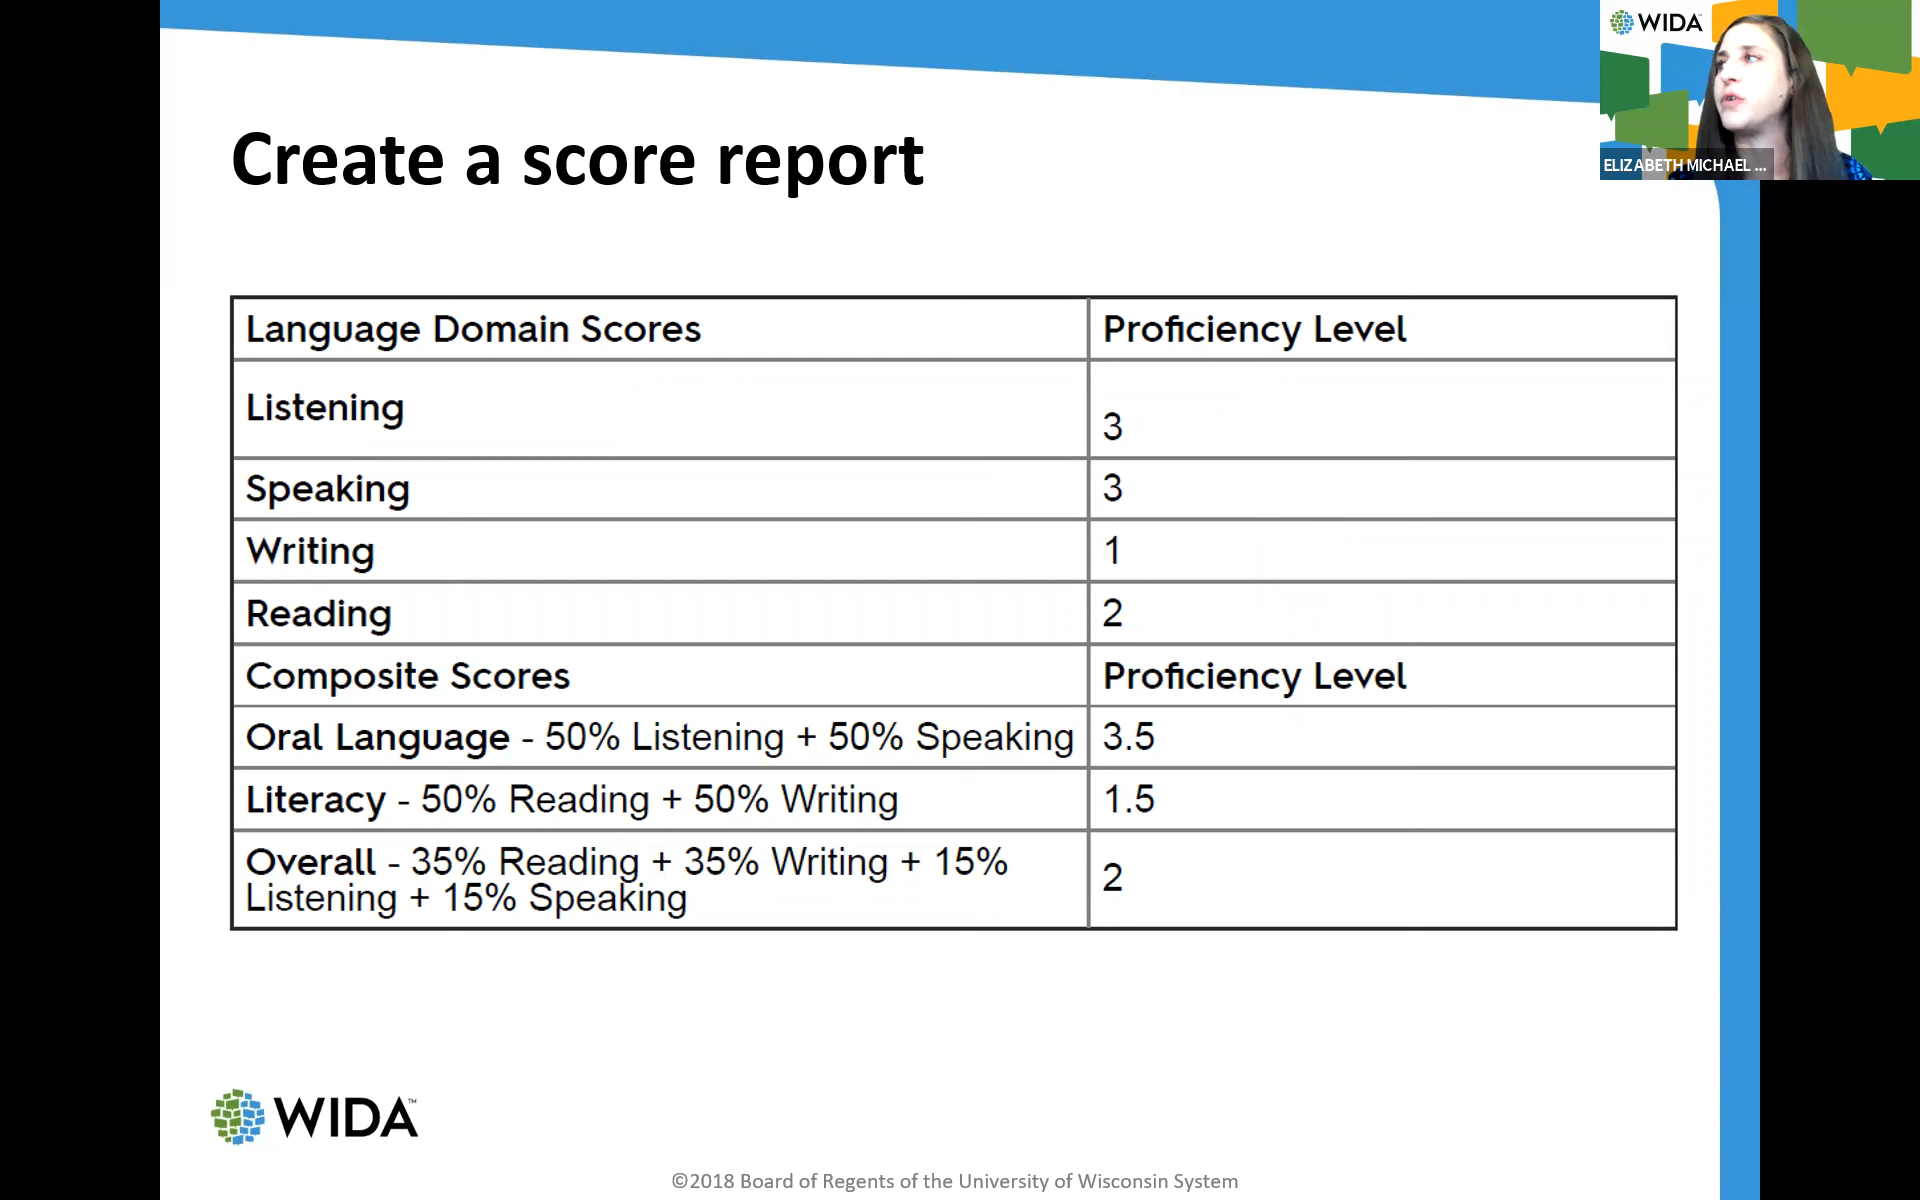 WIDA
ELIZABETH MICHAEL ...
Create a score report
Language Domain Scores Proficiency Level
Listening 3
Speaking 3
Writing 1
Reading 2
Composite Scores Proficiency Level
Oral Language - 50% Listening + 50% Speaking 3.5
Literacy - 50% Reading + 50% Writing 1.5
Overall - 35% Reading + 35% Writing + 15%
Listening + 15% Speaking 2
WIDA™
©2018 Board of Regents of the University of Wisconsin System